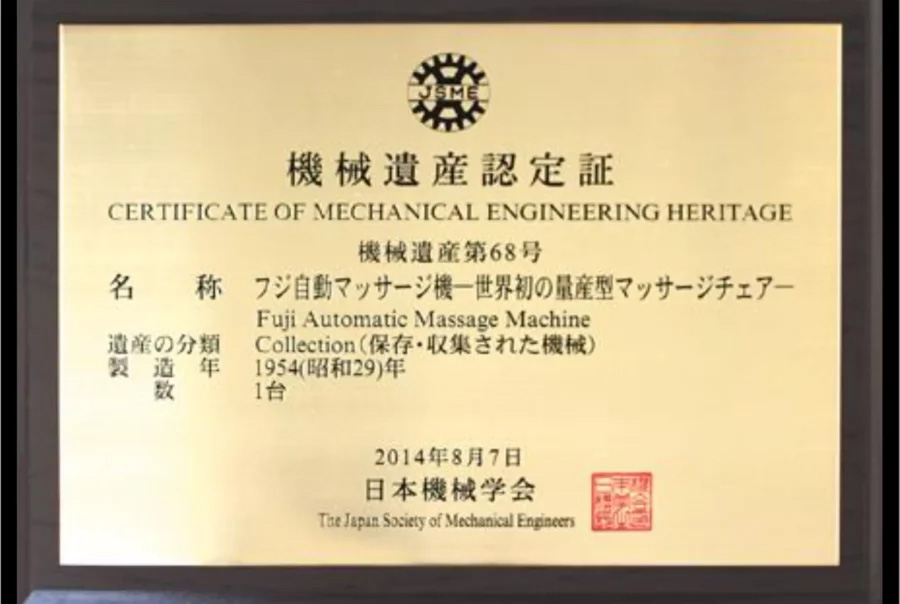 JSME
機械遺産認定証
CERTIFICATE OF MECHANICAL ENGINEERING HERITAGE
機械遺産第68号
名 称 フジ自動マッサージ機—世界初の量産型マッサージチェア—
Fuji Automatic Massage Machine
遺産の分類 Collection(保存・収集された機械)
製 造 年 1954(昭和29)年
数 1台
2014年8月7日
日本機械学会
The Japan Society of Mechanical Engineers